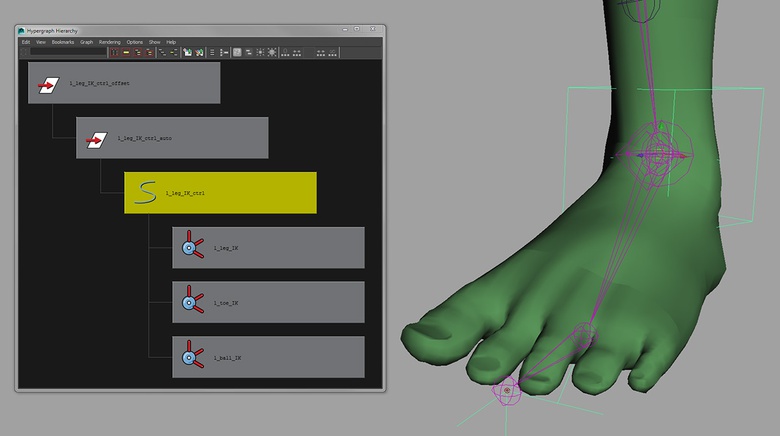 Hypergraph Hierarchy
Edit View Bookmarks Graph Rendering Options Show Help
l_leg_IK_ctrl_offset
l_leg_IK_ctrl_auto
l_leg_IK_ctrl
l_leg_IK
l_toe_IK
l_ball_IK